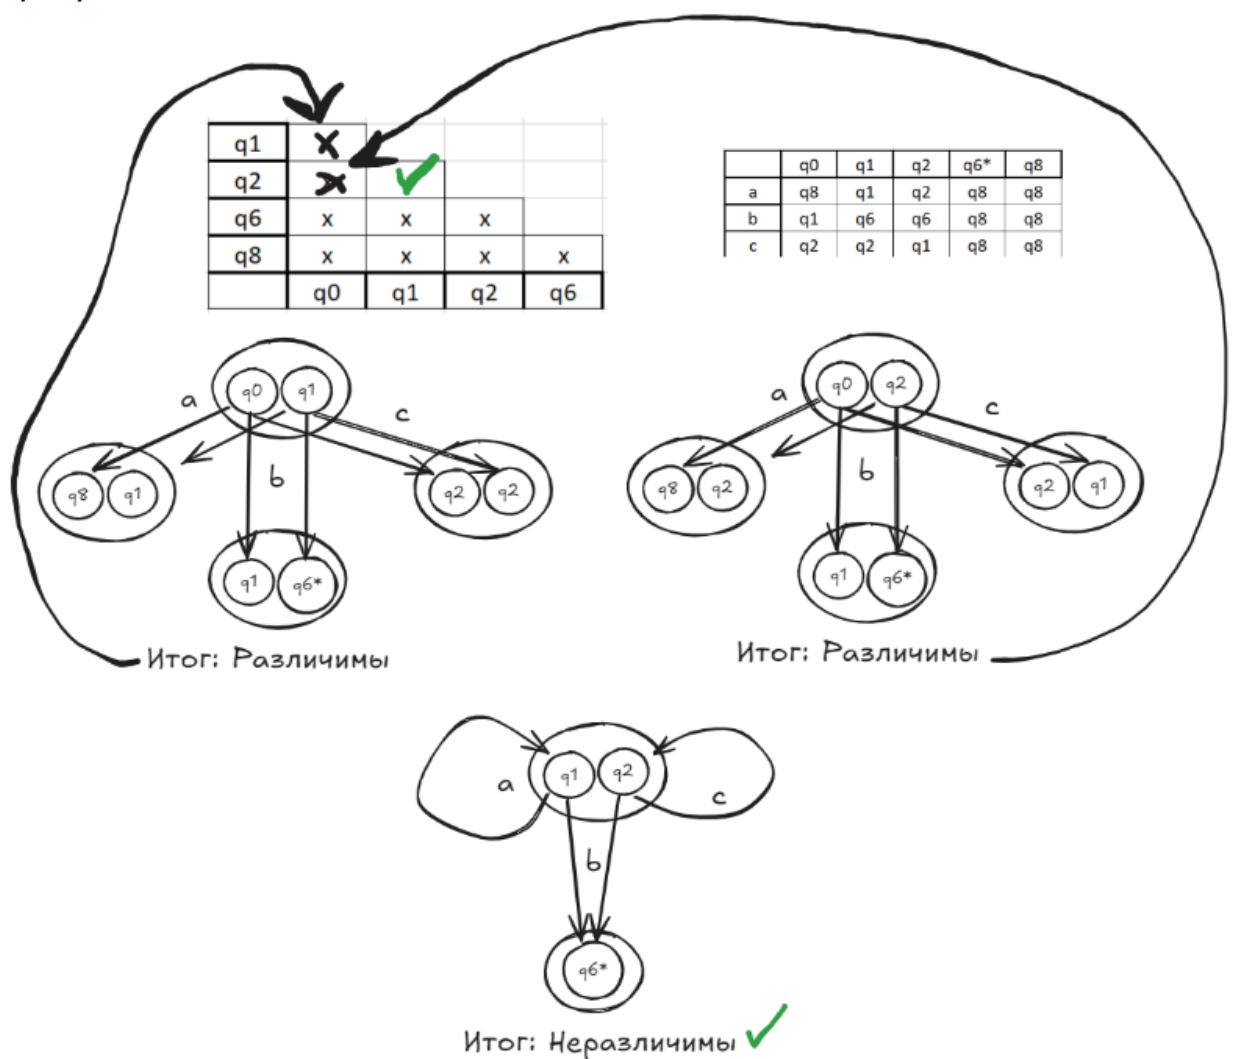 q1 x
q2 x ✓
q6 x x x
q8 x x x x
q0 q1 q2 q6
q0 q1 q2 q6* q8
a q8 q1 q2 q8 q8
b q1 q6 q6 q8 q8
c q2 q2 q1 q8 q8
q0 q1
a
c
b
q8 q1
q2 q2
q1 q6*
Итог: Различимы
q0 q2
a
c
b
q8 q2
q2 q1
q1 q6*
Итог: Различимы
q1 q2
a
c
b
q6*
Итог: Неразличимы ✓